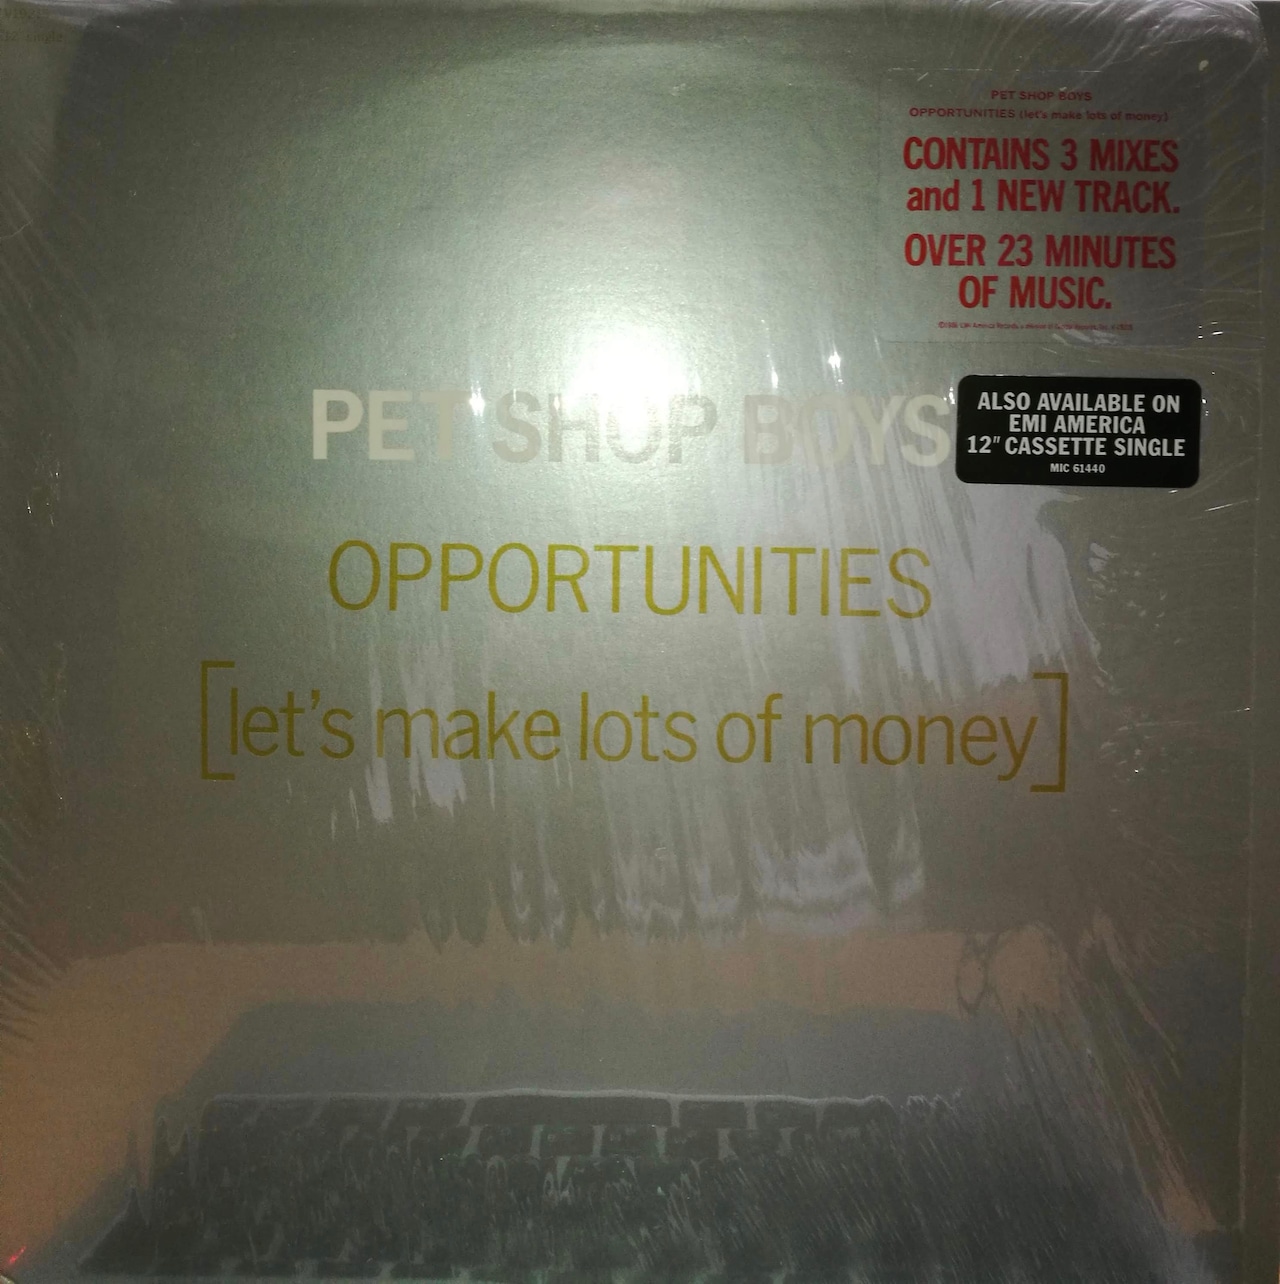 12" single
PET SHOP BOYS
OPPORTUNITIES (let's make lots of money)
CONTAINS 3 MIXES
and 1 NEW TRACK.
OVER 23 MINUTES
OF MUSIC.
PET SHOP BOYS
ALSO AVAILABLE ON
EMI AMERICA
12" CASSETTE SINGLE
MIC 61440
OPPORTUNITIES
[let's make lots of money]